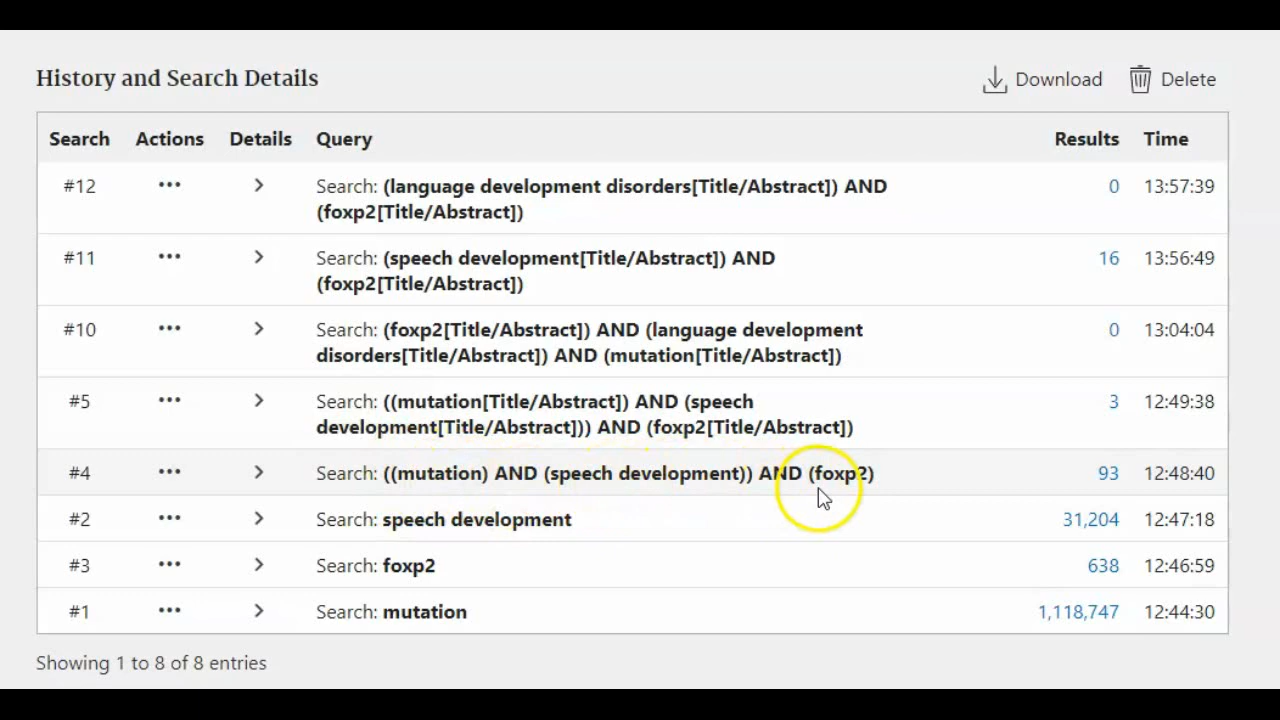 History and Search Details
Download
Delete
Search Actions Details Query Results Time
#12 ••• > Search: (language development disorders[Title/Abstract]) AND 0 13:57:39
(foxp2[Title/Abstract])
#11 ••• > Search: (speech development[Title/Abstract]) AND 16 13:56:49
(foxp2[Title/Abstract])
#10 ••• > Search: (foxp2[Title/Abstract]) AND (language development 0 13:04:04
disorders[Title/Abstract]) AND (mutation[Title/Abstract])
#5 ••• > Search: ((mutation[Title/Abstract]) AND (speech 3 12:49:38
development[Title/Abstract])) AND (foxp2[Title/Abstract])
#4 ••• > Search: ((mutation) AND (speech development)) AND (foxp2) 93 12:48:40
#2 ••• > Search: speech development 31,204 12:47:18
#3 ••• > Search: foxp2 638 12:46:59
#1 ••• > Search: mutation 1,118,747 12:44:30
Showing 1 to 8 of 8 entries